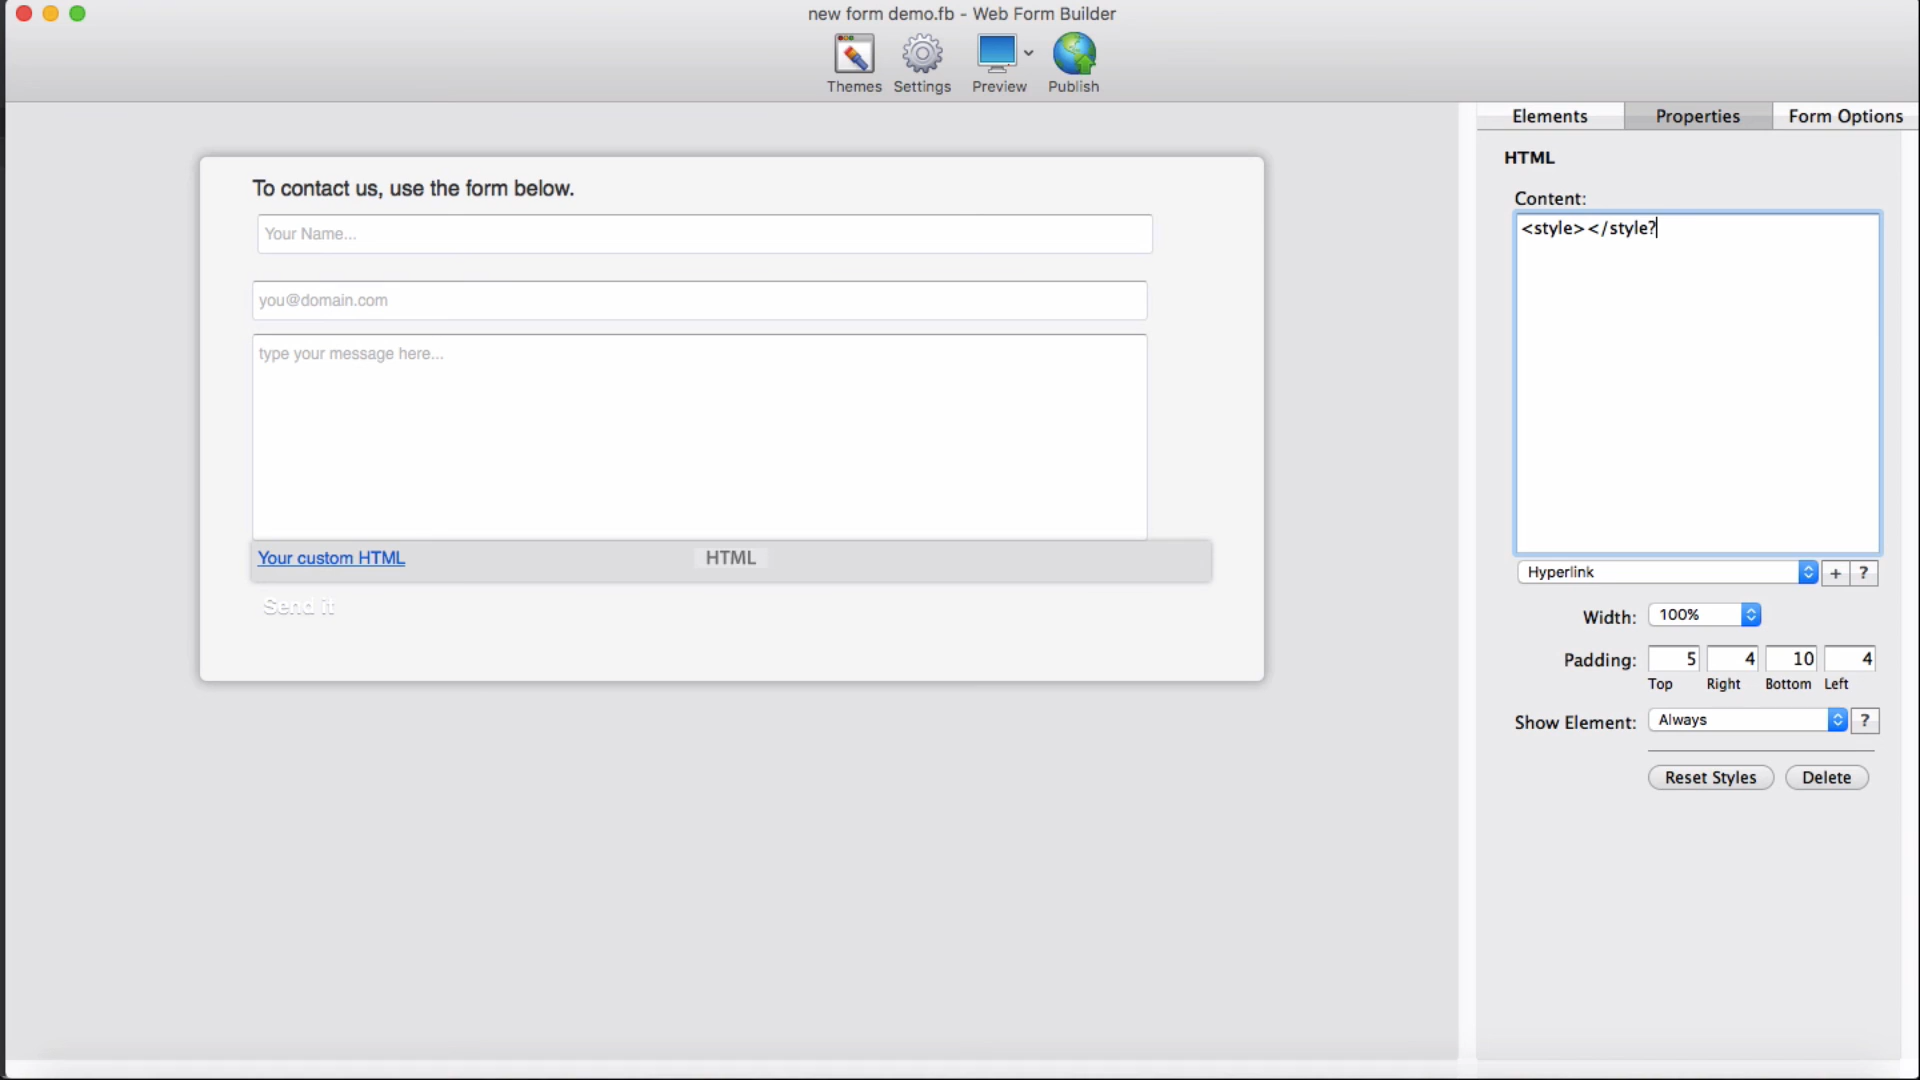 new form demo.fb - Web Form Builder
Themes Settings Preview Publish
Elements Properties Form Options
HTML
Content:
<style></style?
Hyperlink + ?
Width: 100%
Padding: 5 4 10 4
Top Right Bottom Left
Show Element: Always ?
Reset Styles Delete
To contact us, use the form below.
Your Name...
you@domain.com
type your message here...
Your custom HTML HTML
Send it